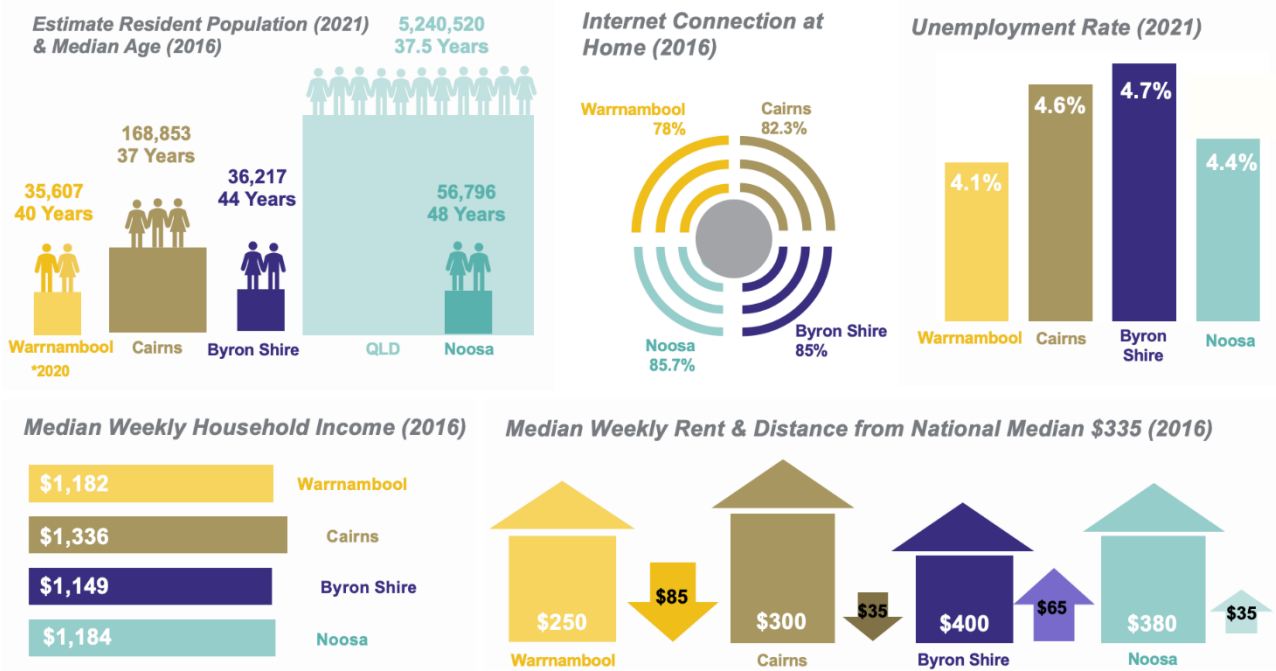 Estimate Resident Population (2021)
& Median Age (2016)
5,240,520
37.5 Years
168,853
37 Years
35,607
40 Years
36,217
44 Years
56,796
48 Years
Warrnambool
*2020
Cairns
Byron Shire
QLD
Noosa
Internet Connection at
Home (2016)
Warrnambool
78%
Cairns
82.3%
Noosa
85.7%
Byron Shire
85%
Unemployment Rate (2021)
4.1%
4.6%
4.7%
4.4%
Warrnambool
Cairns
Byron
Shire
Noosa
Median Weekly Household Income (2016)
$1,182
Warrnambool
$1,336
Cairns
$1,149
Byron Shire
$1,184
Noosa
Median Weekly Rent & Distance from National Median $335 (2016)
$250
$85
$300
$35
$400
$65
$380
$35
Warrnambool
Cairns
Byron Shire
Noosa